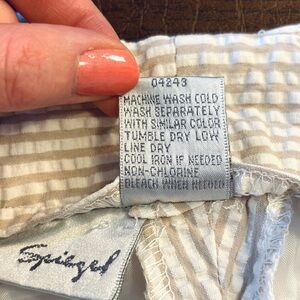 04243
MACHINE WASH COLD
WASH SEPARATELY
WITH SIMILAR COLOR
TUMBLE DRY LOW
LINE DRY
COOL IRON IF NEEDED
NON-CHLORINE
BLEACH WHEN NEEDED
Spiegel